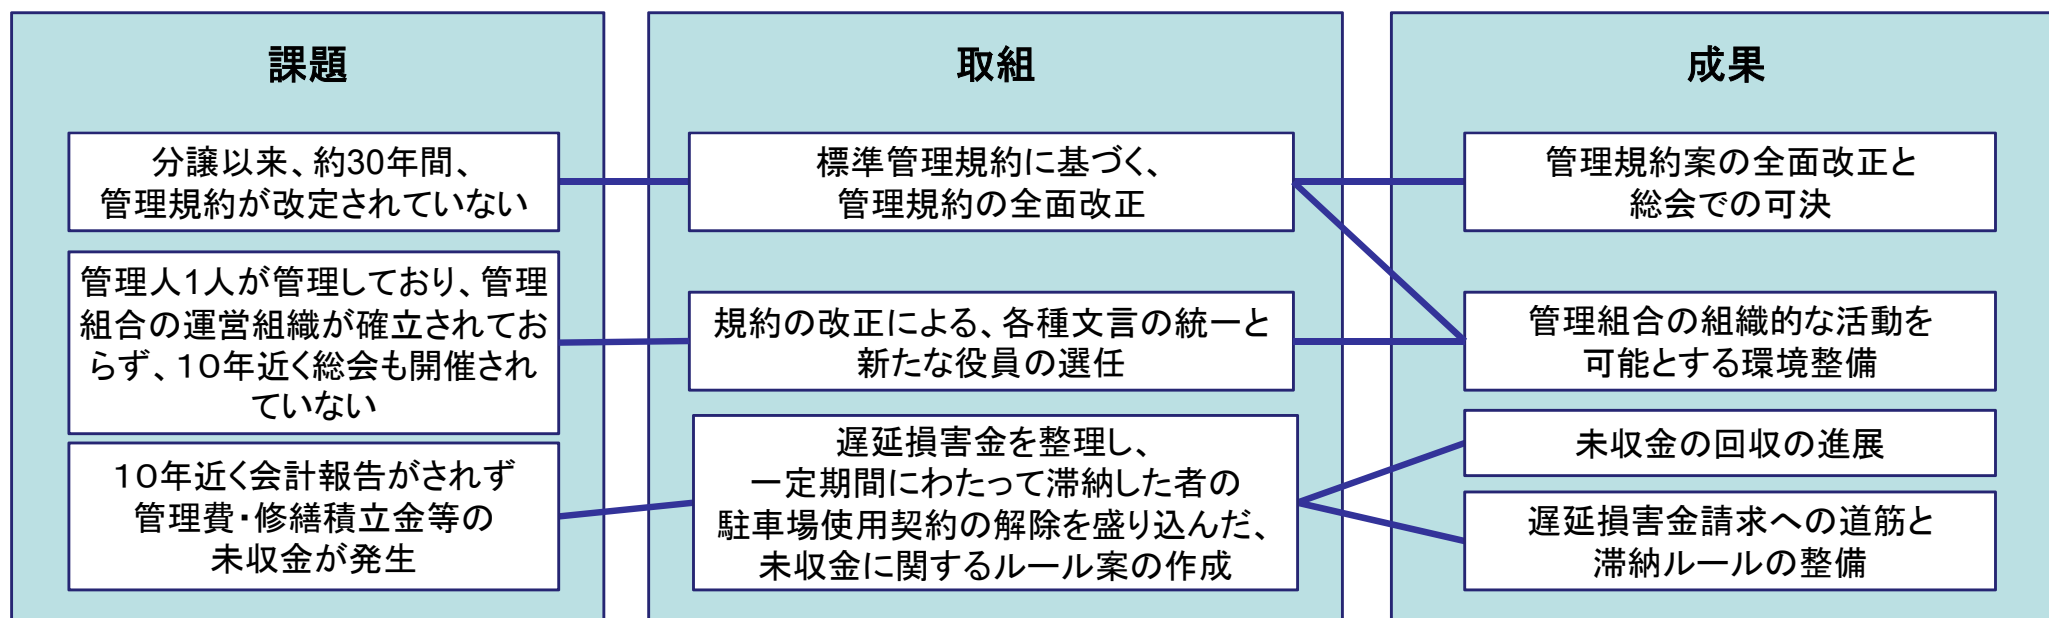 課題
分譲以来、約30年間、
管理規約が改定されていない
管理人1人が管理しており、管理
組合の運営組織が確立されてお
らず、１０年近く総会も開催され
ていない
１０年近く会計報告がされず
管理費・修繕積立金等の
未収金が発生
取組
標準管理規約に基づく、
管理規約の全面改正
規約の改正による、各種文言の統一と
新たな役員の選任
遅延損害金を整理し、
一定期間にわたって滞納した者の
駐車場使用契約の解除を盛り込んだ、
未収金に関するルール案の作成
成果
管理規約案の全面改正と
総会での可決
管理組合の組織的な活動を
可能とする環境整備
未収金の回収の進展
遅延損害金請求への道筋と
滞納ルールの整備